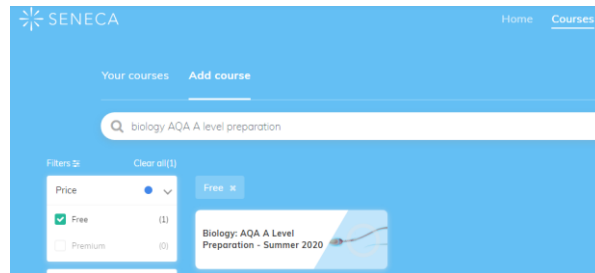 SENECA
Home Courses
Your courses Add course
biology AQA A level preparation
Filters Clear all(1)
Price
Free ×
Free (1)
Premium (0)
Biology: AQA A Level
Preparation - Summer 2020